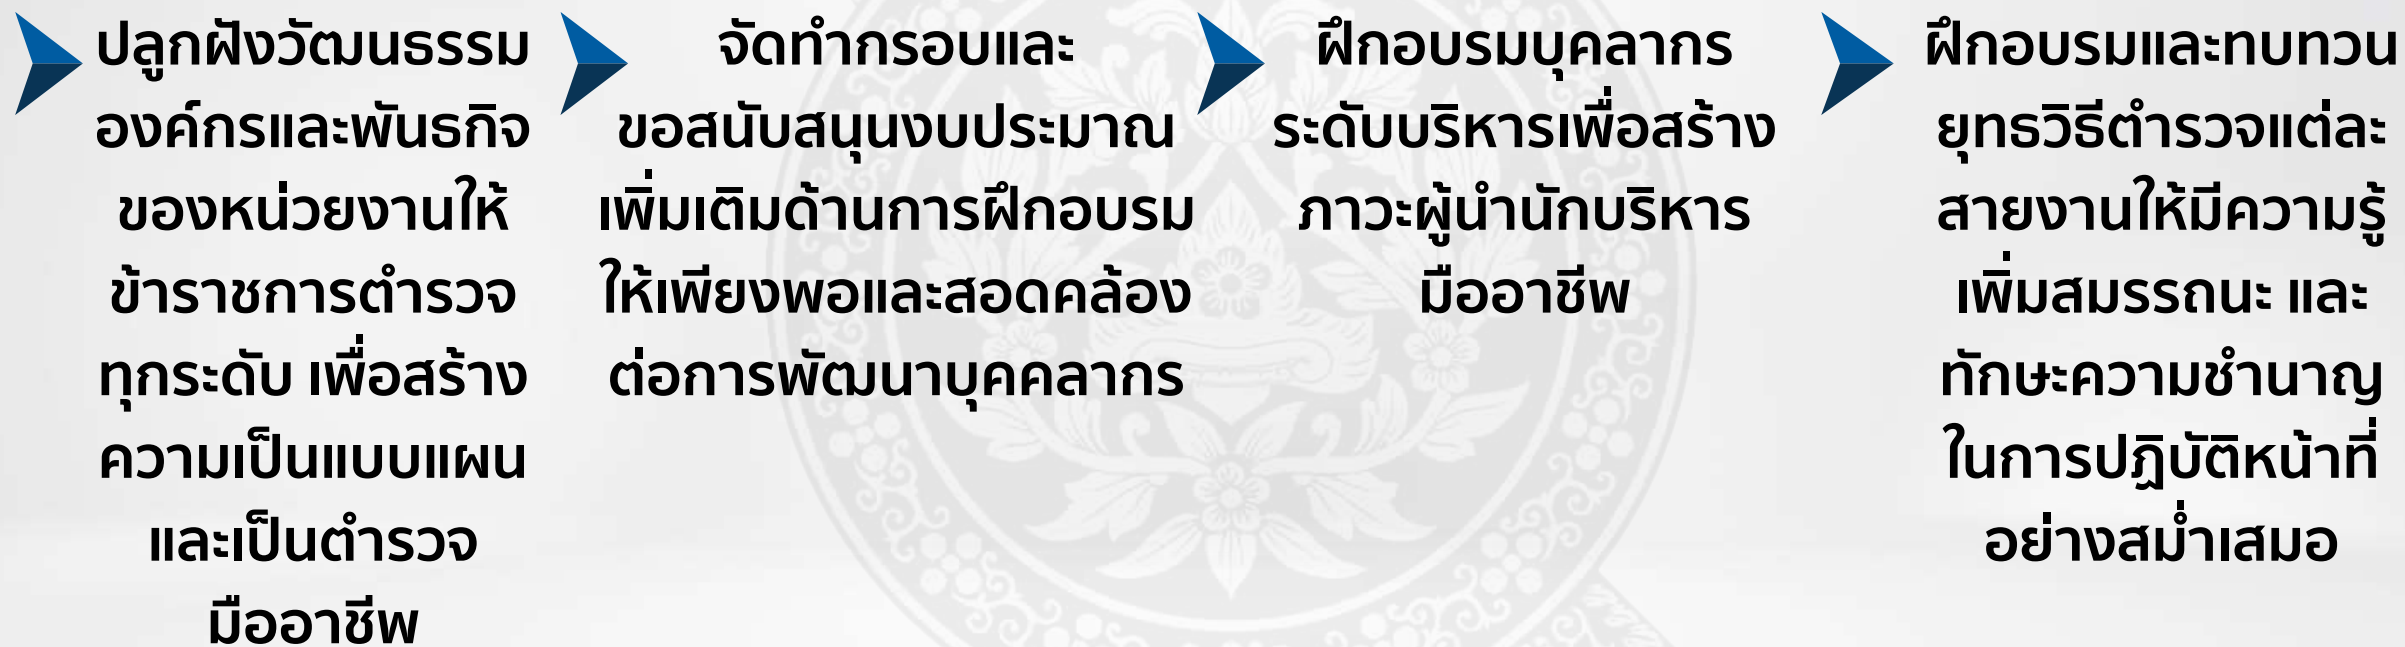 ปลูกฝังวัฒนธรรม
องค์กรและพันธกิจ
ของหน่วยงานให้
ข้าราชการตำรวจ
ทุกระดับ เพื่อสร้าง
ความเป็นแบบแผน
และเป็นตำรวจ
มืออาชีพ
จัดทำกรอบและ
ขอสนับสนุนงบประมาณ
เพิ่มเติมด้านการฝึกอบรม
ให้เพียงพอและสอดคล้อง
ต่อการพัฒนาบุคคลากร
ฝึกอบรมบุคลากร
ระดับบริหารเพื่อสร้าง
ภาวะผู้นำนักบริหาร
มืออาชีพ
ฝึกอบรมและทบทวน
ยุทธวิธีตำรวจแต่ละ
สายงานให้มีความรู้
เพิ่มสมรรถนะ และ
ทักษะความชำนาญ
ในการปฏิบัติหน้าที่
อย่างสม่ำเสมอ